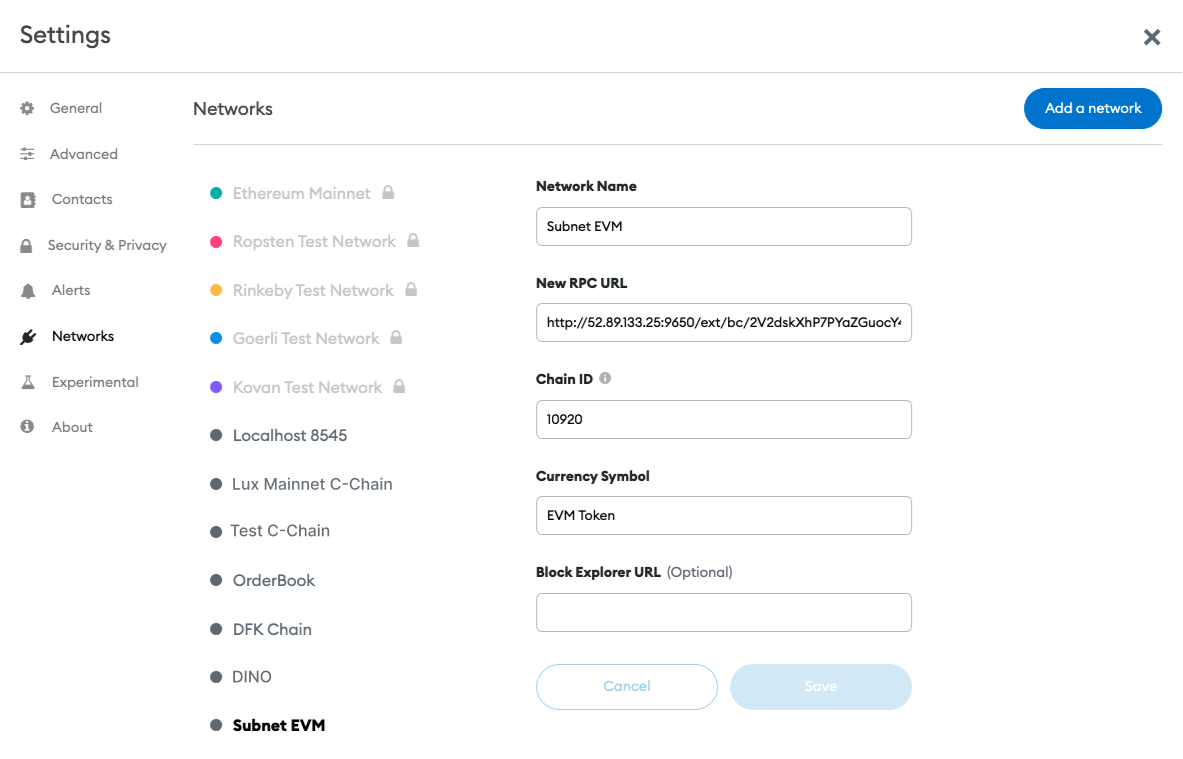 Settings
General
Advanced
Contacts
Security & Privacy
Alerts
Networks
Experimental
About
Networks
Add a network
Ethereum Mainnet
Ropsten Test Network
Rinkeby Test Network
Goerli Test Network
Kovan Test Network
Localhost 8545
Lux Mainnet C-Chain
Test C-Chain
OrderBook
DFK Chain
DINO
Subnet EVM
Network Name
Subnet EVM
New RPC URL
http://52.89.133.25:9650/ext/bc/2V2dskXhP7PYaZGuocY4
Chain ID
10920
Currency Symbol
EVM Token
Block Explorer URL (Optional)
Cancel
Save